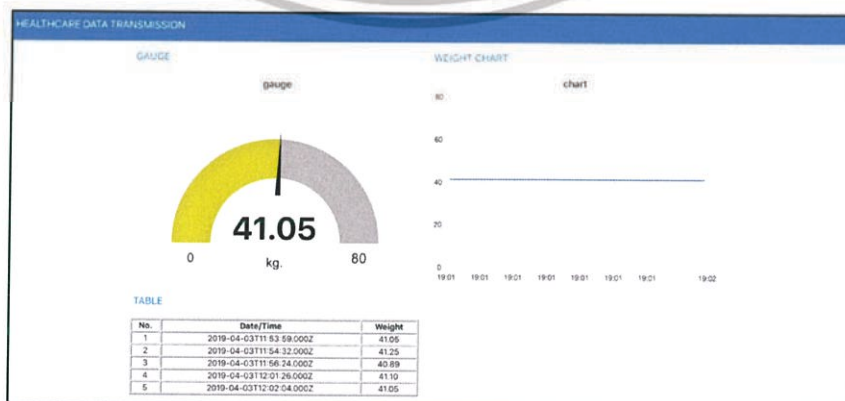 HEALTHCARE DATA TRANSMISSION
GAUGE
gauge
41.05
0
kg.
80
WEIGHT CHART
chart
80
60
40
20
0
19:01 19:01 19:01 19:01 19:01 19:01 19:01 19:02
TABLE
No. Date/Time Weight
1 2019-04-03T11:53:59.000Z 41.05
2 2019-04-03T11:54:32.000Z 41.25
3 2019-04-03T11:56:24.000Z 40.89
4 2019-04-03T12:01:26.000Z 41.10
5 2019-04-03T12:02:04.000Z 41.05